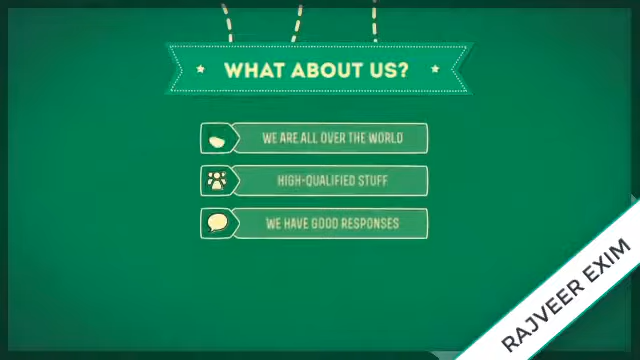 WHAT ABOUT US?
WE ARE ALL OVER THE WORLD
HIGH-QUALIFIED STUFF
WE HAVE GOOD RESPONSES
RAJVEER EXIM